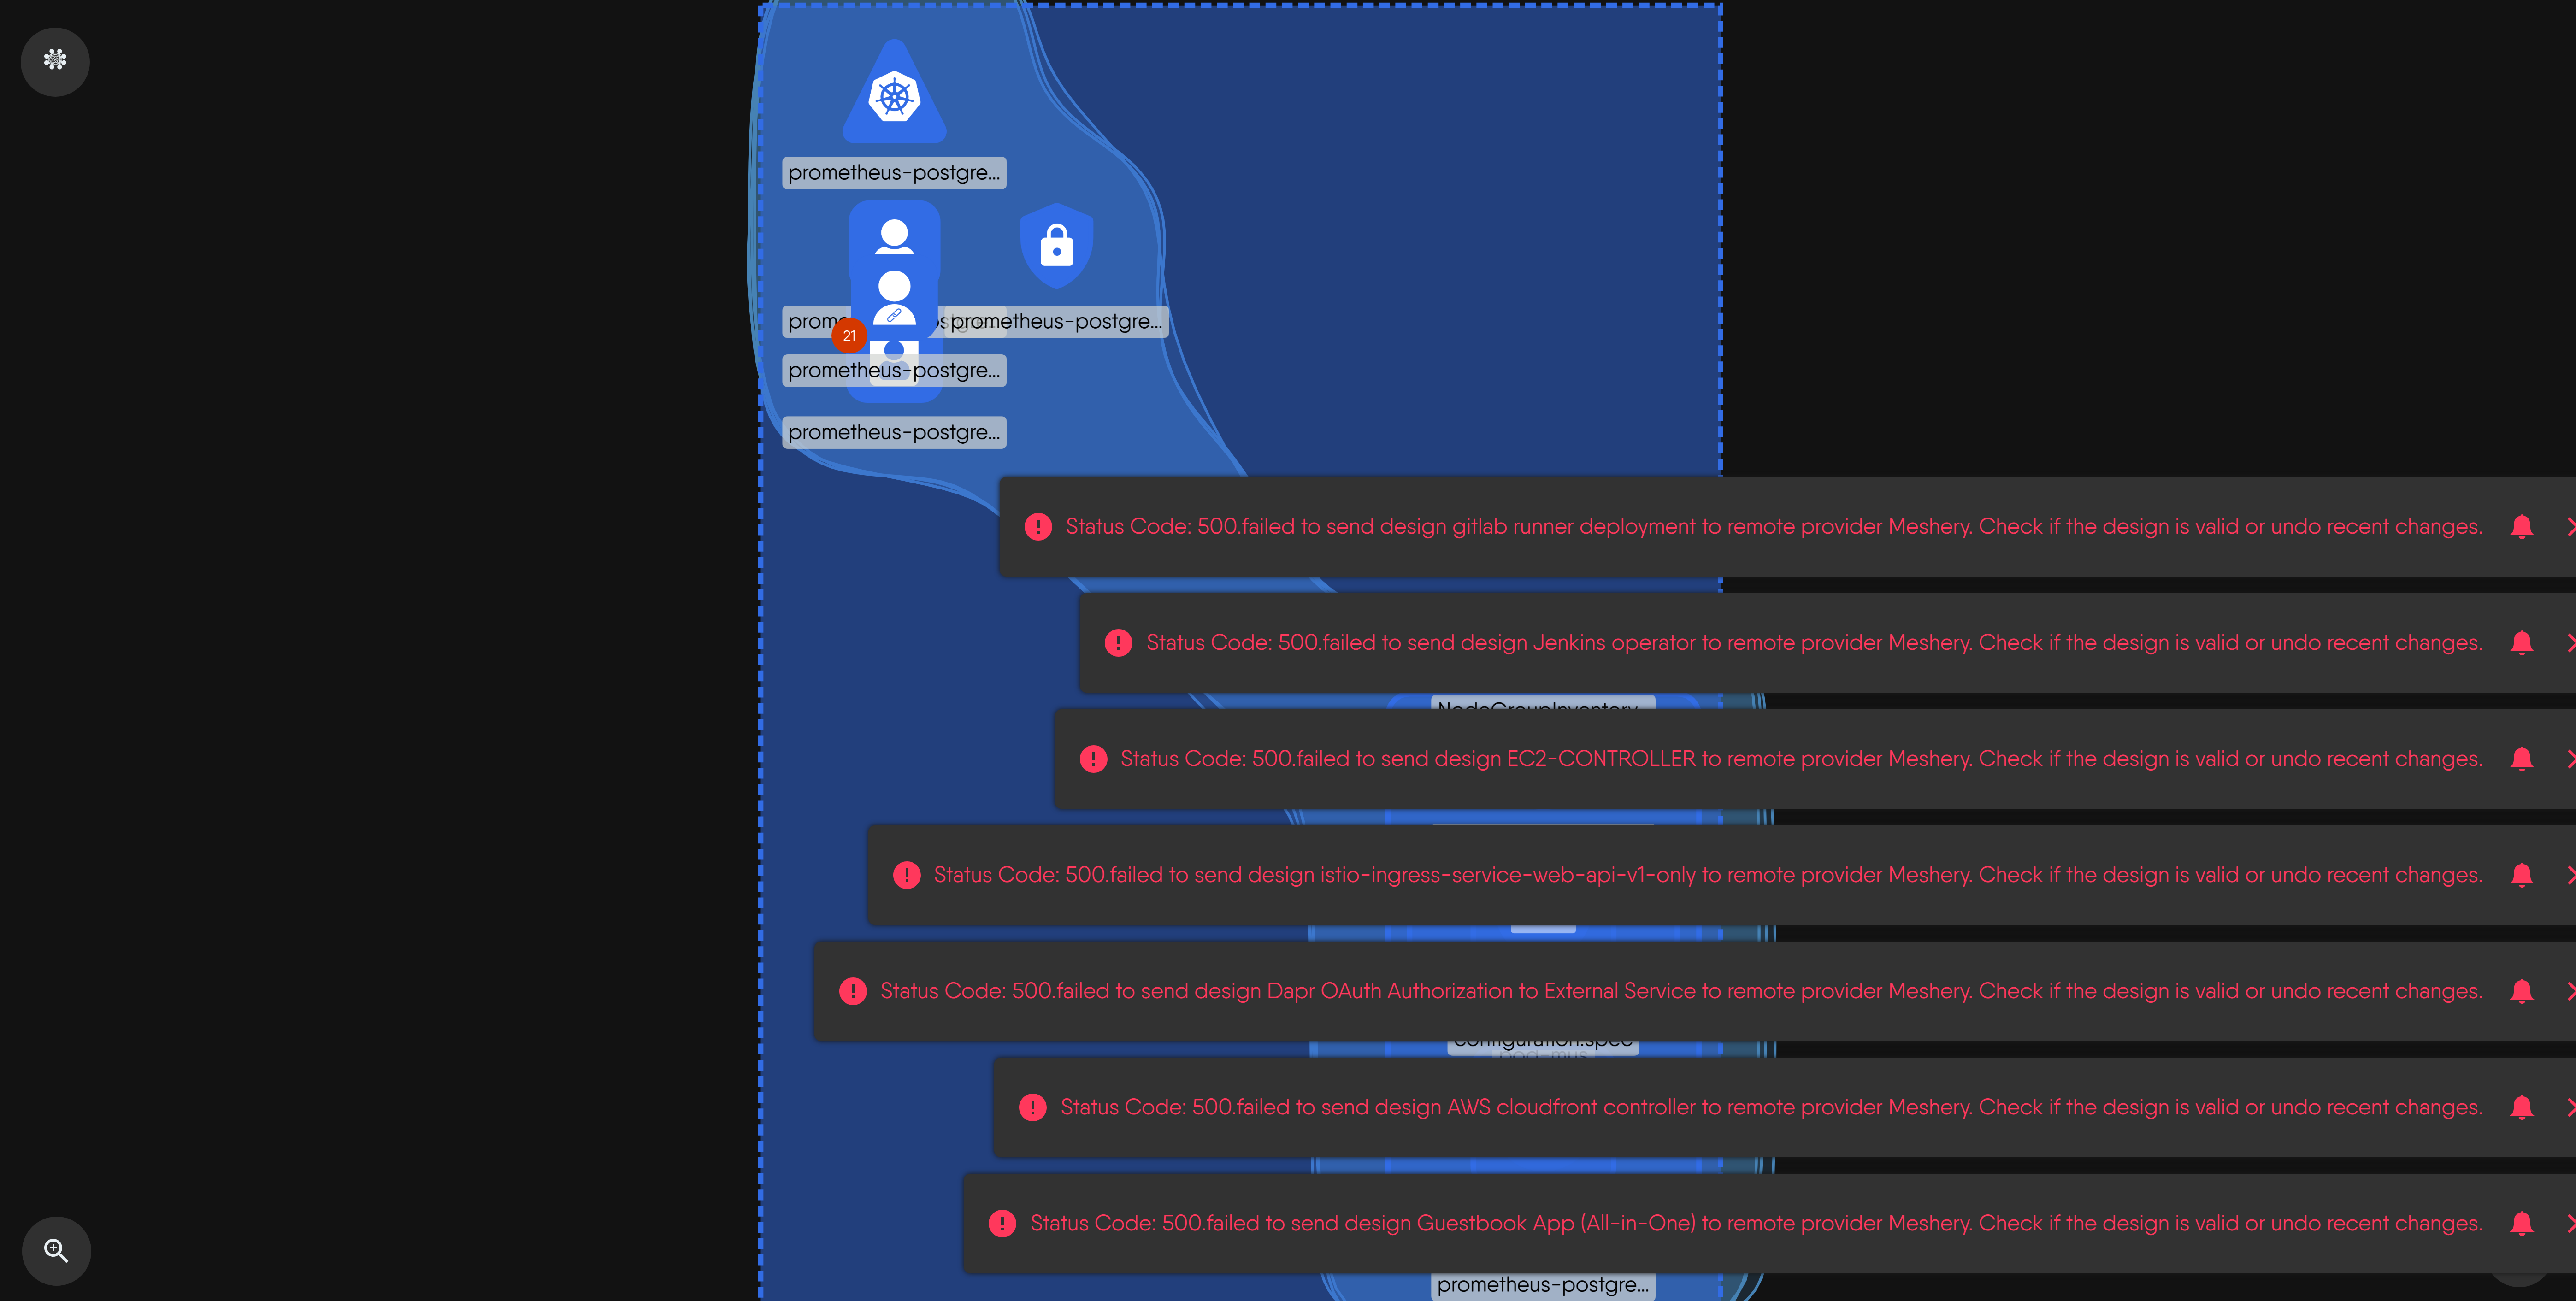 prometheus-postgre...
prometheus-postgre...
21
prometheus-postgre...
prometheus-postgre...
Status Code: 500.failed to send design gitlab runner deployment to remote provider Meshery. Check if the design is valid or undo recent changes.
Status Code: 500.failed to send design Jenkins operator to remote provider Meshery. Check if the design is valid or undo recent changes.
NodeGroupInventory
Status Code: 500.failed to send design EC2-CONTROLLER to remote provider Meshery. Check if the design is valid or undo recent changes.
Status Code: 500.failed to send design istio-ingress-service-web-api-v1-only to remote provider Meshery. Check if the design is valid or undo recent changes.
Status Code: 500.failed to send design Dapr OAuth Authorization to External Service to remote provider Meshery. Check if the design is valid or undo recent changes.
configuration.spec
Status Code: 500.failed to send design AWS cloudfront controller to remote provider Meshery. Check if the design is valid or undo recent changes.
Status Code: 500.failed to send design Guestbook App (All-in-One) to remote provider Meshery. Check if the design is valid or undo recent changes.
prometheus-postgre...